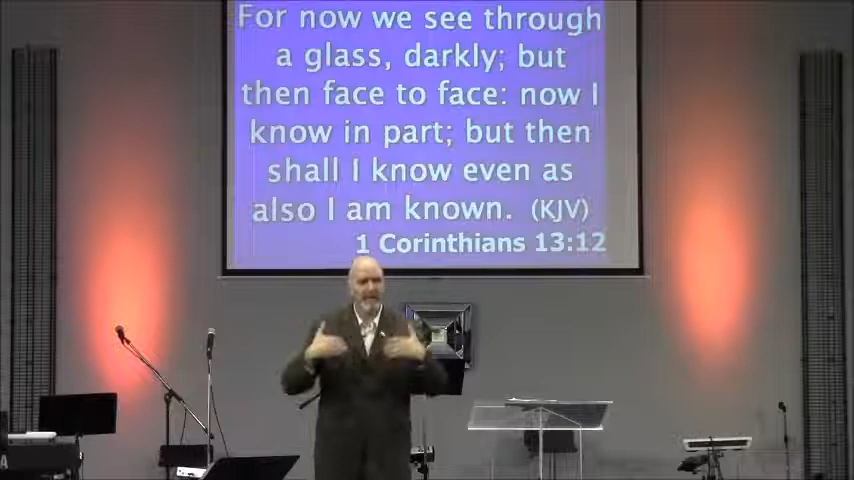 For now we see through
a glass, darkly; but
then face to face: now I
know in part; but then
shall I know even as
also I am known. (KJV)
1 Corinthians 13:12